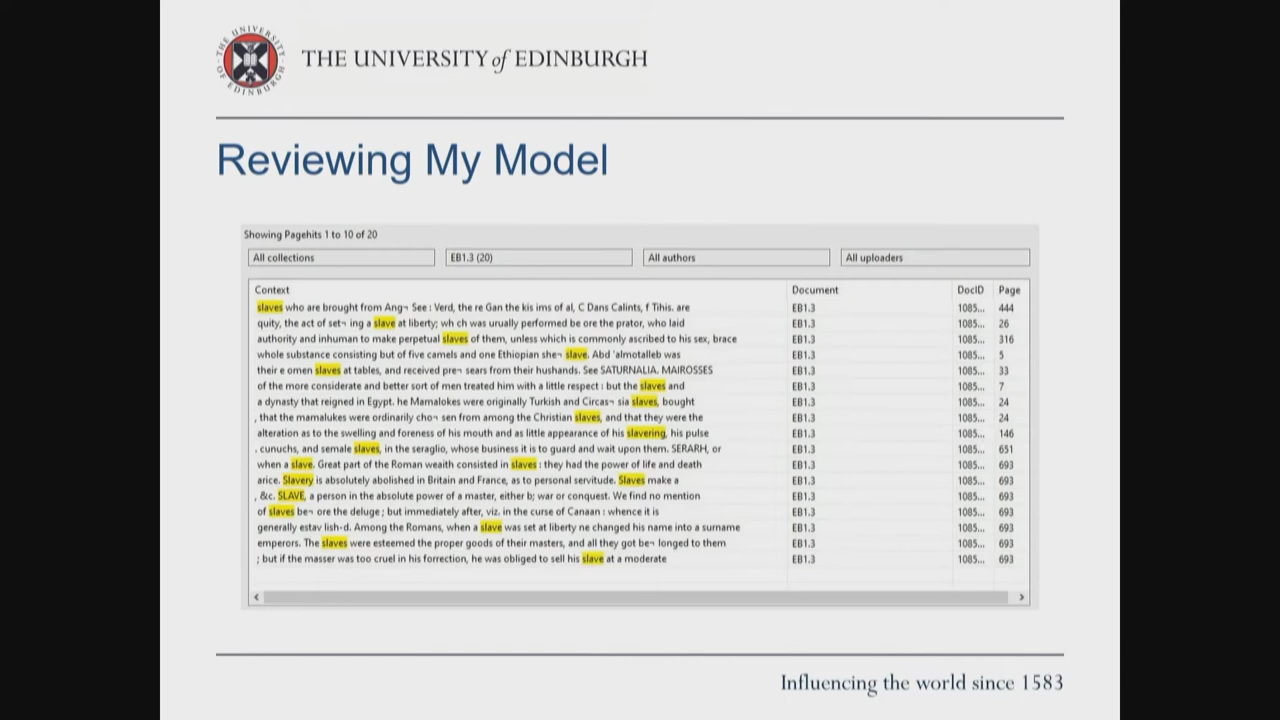 THE UNIVERSITY OF EDINBURGH
THE UNIVERSITY of EDINBURGH
Reviewing My Model
Showing Pagehits 1 to 10 of 20
All collections EB1.3 (20) All authors All uploaders
Context Document DocID Page
slaves who are brought from Ang¬ See : Verd, the re Gan the kis ims of al, C Dans Calints, f Tihis. are EB1.3 1085... 444
quity, the act of set¬ ing a slave at liberty; wh ch was urually performed be ore the prator, who laid EB1.3 1085... 26
authority and inhuman to make perpetual slaves of them, unless which is commonly ascribed to his sex, brace EB1.3 1085... 316
whole substance consisting but of five camels and one Ethiopian she¬ slave. Abd 'almotalleb was EB1.3 1085... 5
their e omen slaves at tables, and received pre¬ sears from their hushands. See SATURNALIA. MAIROSSES EB1.3 1085... 33
of the more considerate and better sort of men treated him with a little respect : but the slaves and EB1.3 1085... 7
a dynasty that reigned in Egypt. he Mamalokes were originally Turkish and Circas¬ sia slaves, bought EB1.3 1085... 24
, that the mamalukes were ordinarily cho¬ sen from among the Christian slaves, and that they were the EB1.3 1085... 24
alteration as to the swelling and foreness of his mouth and as little appearance of his slavering, his pulse EB1.3 1085... 146
. cunuchs, and semale slaves, in the seraglio, whose business it is to guard and wait upon them. SERARH, or EB1.3 1085... 651
when a slave. Great part of the Roman weaith consisted in slaves : they had the power of life and death EB1.3 1085... 693
arice. Slavery is absolutely abolished in Britain and France, as to personal servitude. Slaves make a EB1.3 1085... 693
, &c. SLAVE, a person in the absolute power of a master, either b; war or conquest. We find no mention EB1.3 1085... 693
of slaves be¬ ore the deluge ; but immediately after, viz. in the curse of Canaan : whence it is EB1.3 1085... 693
generally estav lish-d. Among the Romans, when a slave was set at liberty ne changed his name into a surname EB1.3 1085... 693
emperors. The slaves were esteemed the proper goods of their masters, and all they got be¬ longed to them EB1.3 1085... 693
; but if the masser was too cruel in his forrection, he was obliged to sell his slave at a moderate EB1.3 1085... 693
Influencing the world since 1583